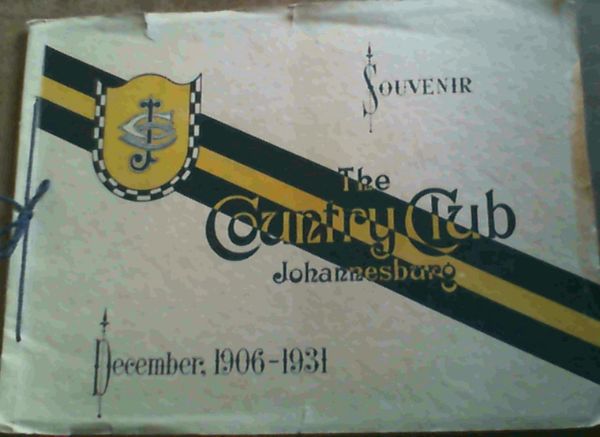 SOUVENIR
The
Country Club
Johannesburg
December, 1906-1931